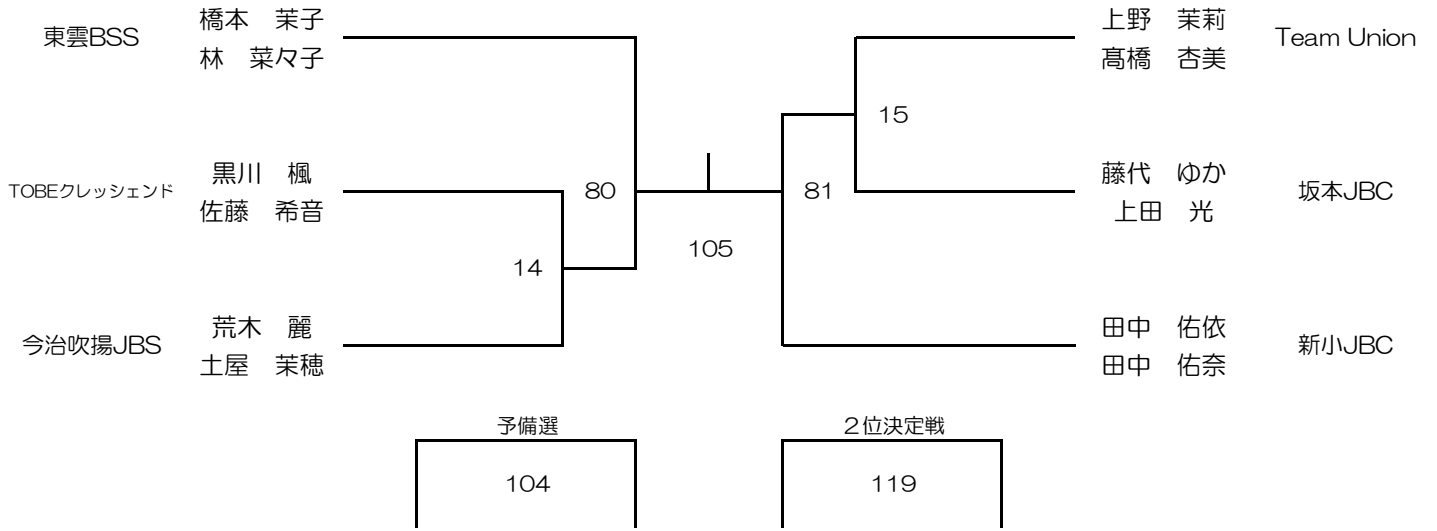 東雲BSS
橋本　茉子
林　菜々子
TOBEクレッシェンド
黒川　楓
佐藤　希音
今治吹揚JBS
荒木　麗
土屋　茉穂
14
80
105
81
15
上野　茉莉
髙橋　杏美
Team Union
藤代　ゆか
上田　光
坂本JBC
田中　佑依
田中　佑奈
新小JBC
予備選
104
２位決定戦
119